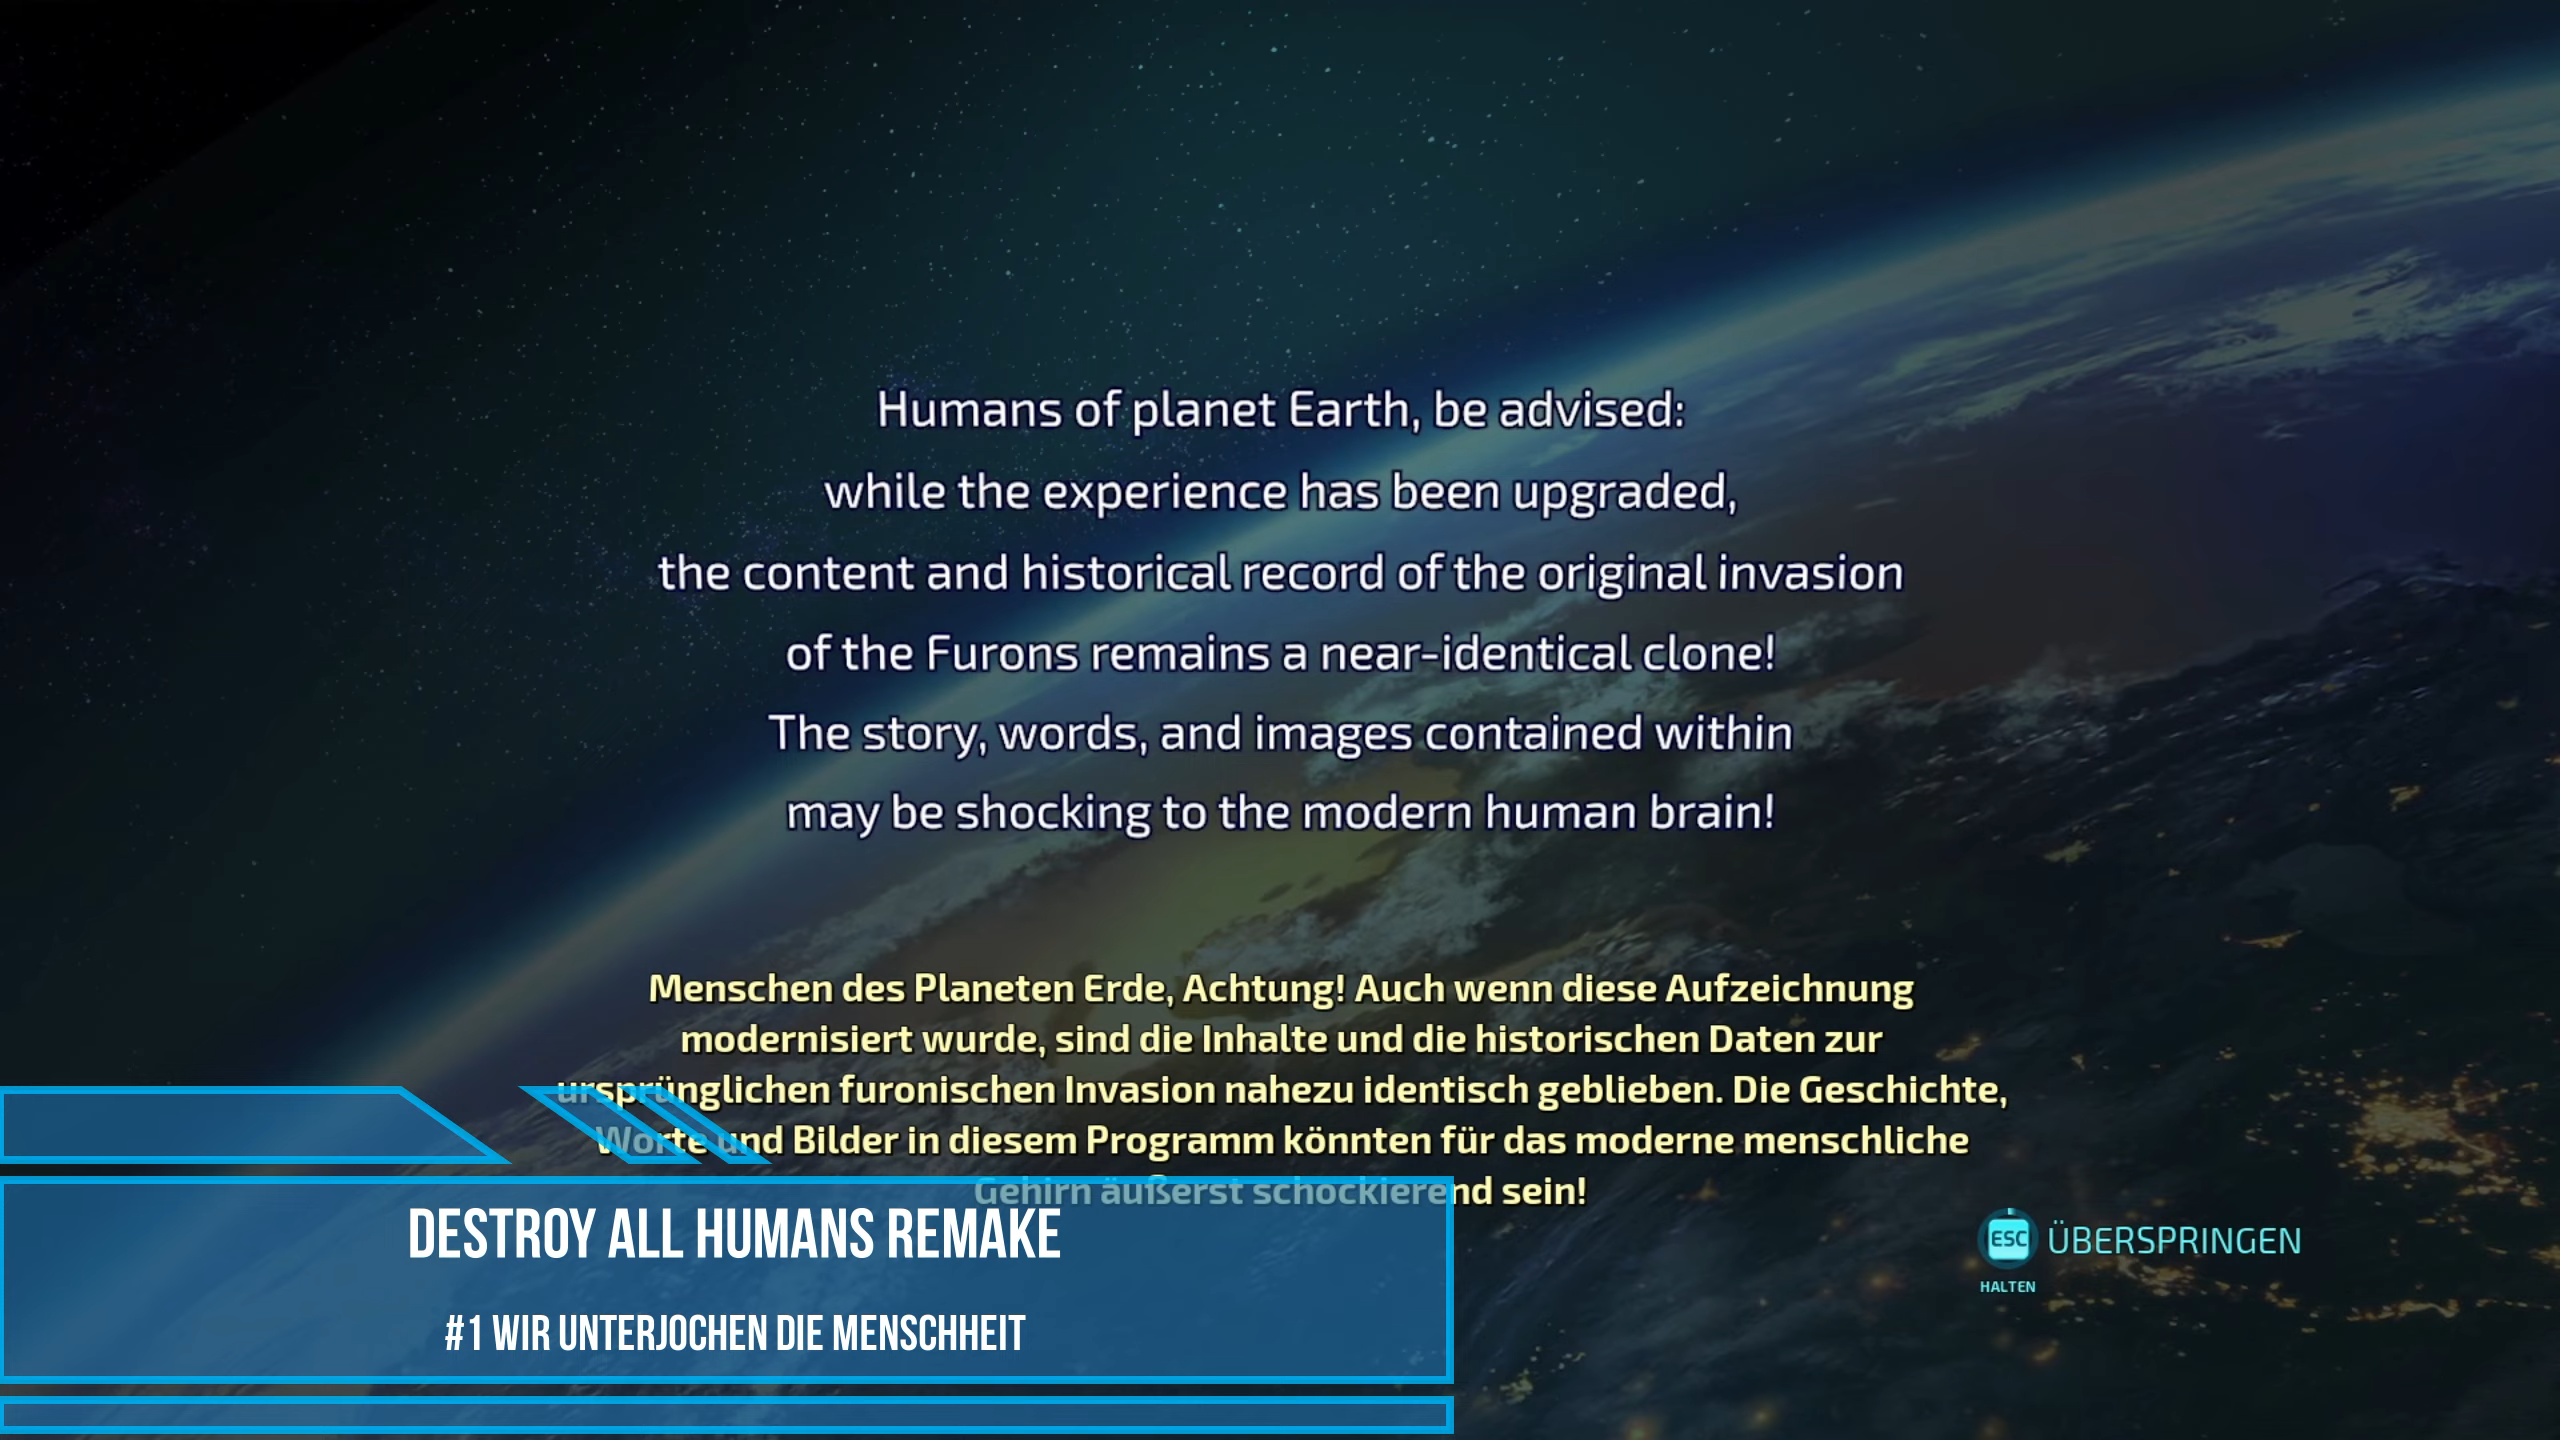 Humans of planet Earth, be advised:
while the experience has been upgraded,
the content and historical record of the original invasion
of the Furons remains a near-identical clone!
The story, words, and images contained within
may be shocking to the modern human brain!
Menschen des Planeten Erde, Achtung! Auch wenn diese Aufzeichnung
modernisiert wurde, sind die Inhalte und die historischen Daten zur
ursprünglichen furonischen Invasion nahezu identisch geblieben. Die Geschichte,
Worte und Bilder in diesem Programm könnten für das moderne menschliche
Gehirn äußerst schockierend sein!
DESTROY ALL HUMANS REMAKE
#1 WIR UNTERJOCHEN DIE MENSCHHEIT
ESC ÜBERSPRINGEN
HALTEN